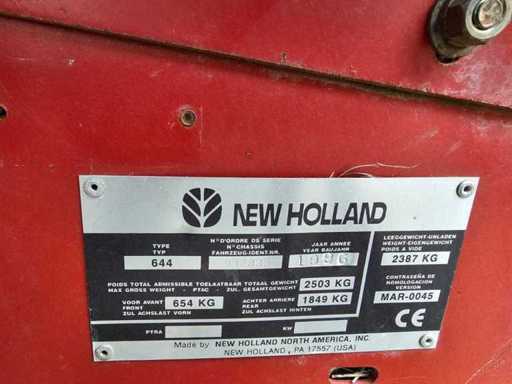 NEW HOLLAND
TYPE
TYP
644
N° D'ORDRE DE SERIE
N° CHASSIS
FAHRZEUG-IDENT.NR.
JAAR ANNEE
YEAR BAUJAHR
1996
LEERGEWICHT-UNLADEN
WEIGHT-EIGENGEWICHT
POIDS A VIDE
2387 KG
POIDS TOTAL ADMISSIBLE TOELAATBAAR TOTAAL GEWICHT
MAX GROSS WEIGHT - PTAC ZUL. GESAMTGEWICHT
2503 KG
VOOR AVANT
FRONT
ZUL ACHSLAST VORN
654 KG
ACHTER ARRIERE
REAR
ZUL ACHSLAST HINTEN
1849 KG
CONTRASEÑA DE
HOMOLOGACION
VERSION
MAR-0045
PTRA
KW
CE
Made by NEW HOLLAND NORTH AMERICA, INC.
NEW HOLLAND, PA 17557 (USA)